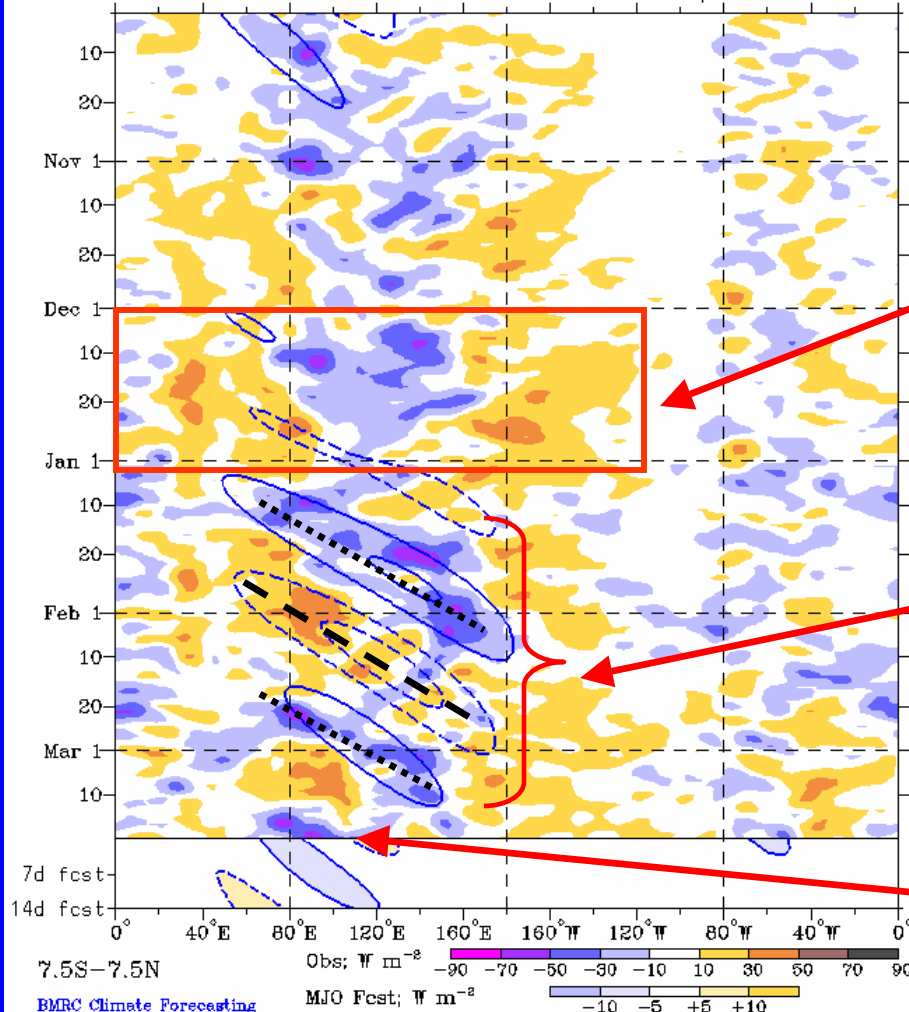 10
20
Nov 1
10
20
Dec 1
10
20
Jan 1
10
20
Feb 1
10
20
Mar 1
10
7d fcst
14d fcst
0° 40°E 80°E 120°E 160°E 160°W 120°W 80°W 40°W 0°
7.5S-7.5N
Obs; W m⁻²
-90 -70 -50 -30 -10 10 30 50 70 90
BMRC Climate Forecasting
MJO Fcst; W m⁻²
-10 -5 +5 +10